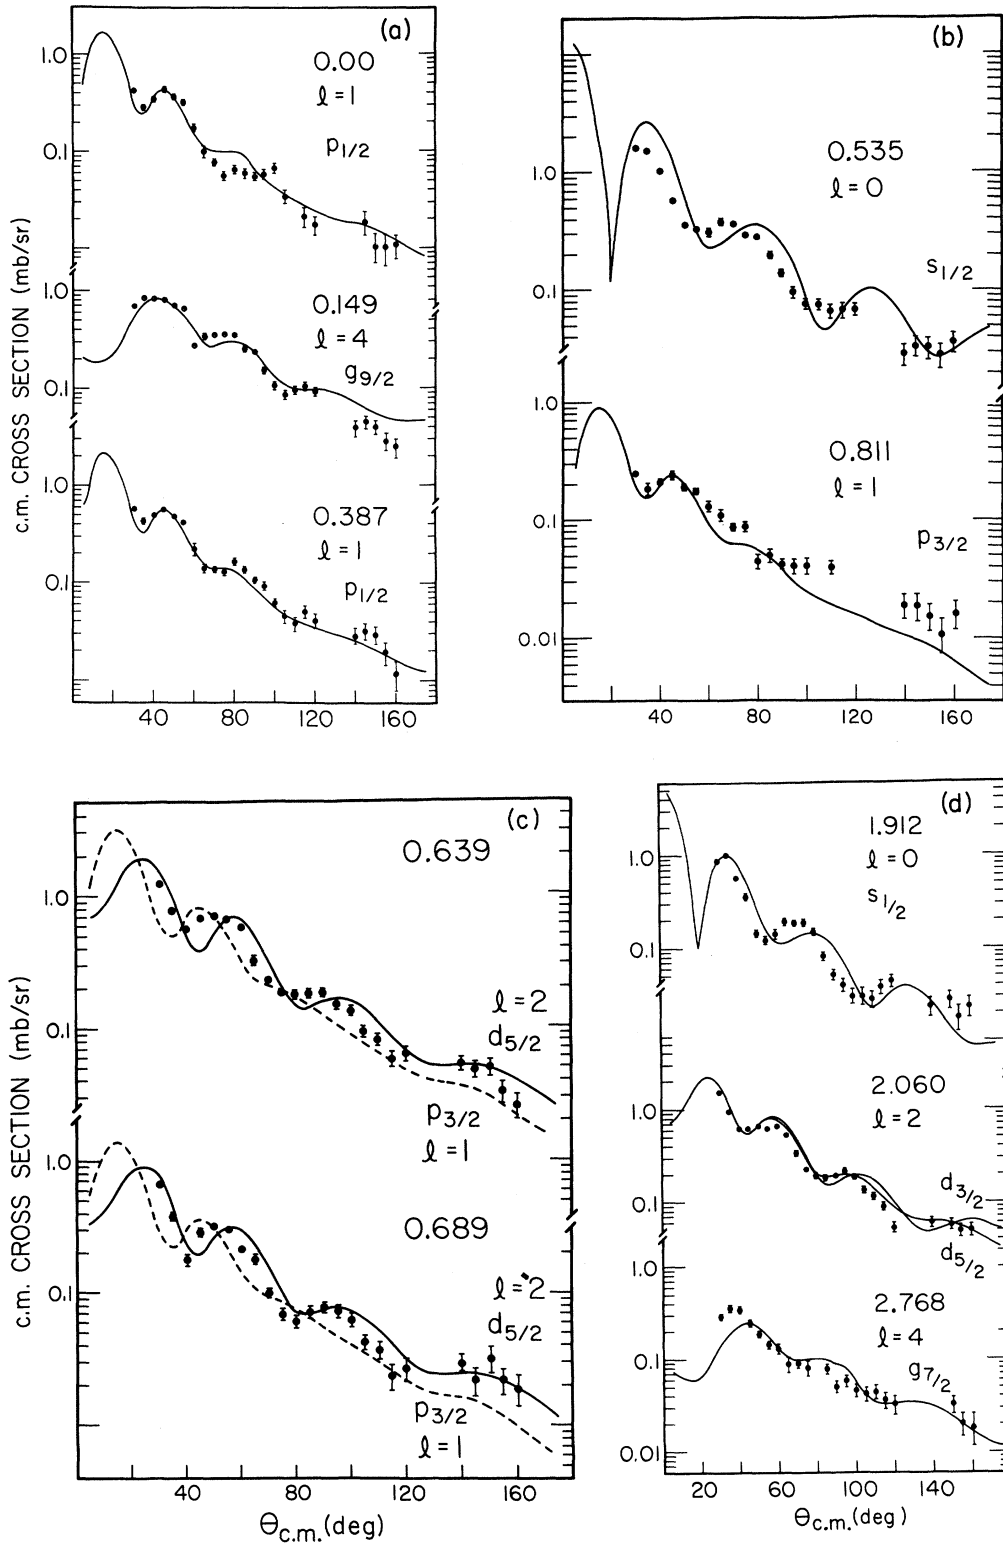 (a)
1.0
0.00
ℓ=1
p1/2
0.1
1.0
0.149
ℓ=4
g9/2
0.1
1.0
0.387
ℓ=1
p1/2
0.1
40 80 120 160
c.m. CROSS SECTION (mb/sr)
(b)
1.0
0.535
ℓ=0
s1/2
0.1
1.0
0.811
ℓ=1
p3/2
0.1
0.01
40 80 120 160
(c)
0.639
1.0
ℓ=2
d5/2
0.1
p3/2
ℓ=1
1.0
0.689
ℓ=2
d5/2
0.1
p3/2
ℓ=1
40 80 120 160
θc.m.(deg)
c.m. CROSS SECTION (mb/sr)
(d)
1.912
ℓ=0
s1/2
1.0
0.1
2.060
ℓ=2
1.0
d3/2
0.1
d5/2
1.0
2.768
ℓ=4
g7/2
0.1
0.01
20 60 100 140
θc.m.(deg)